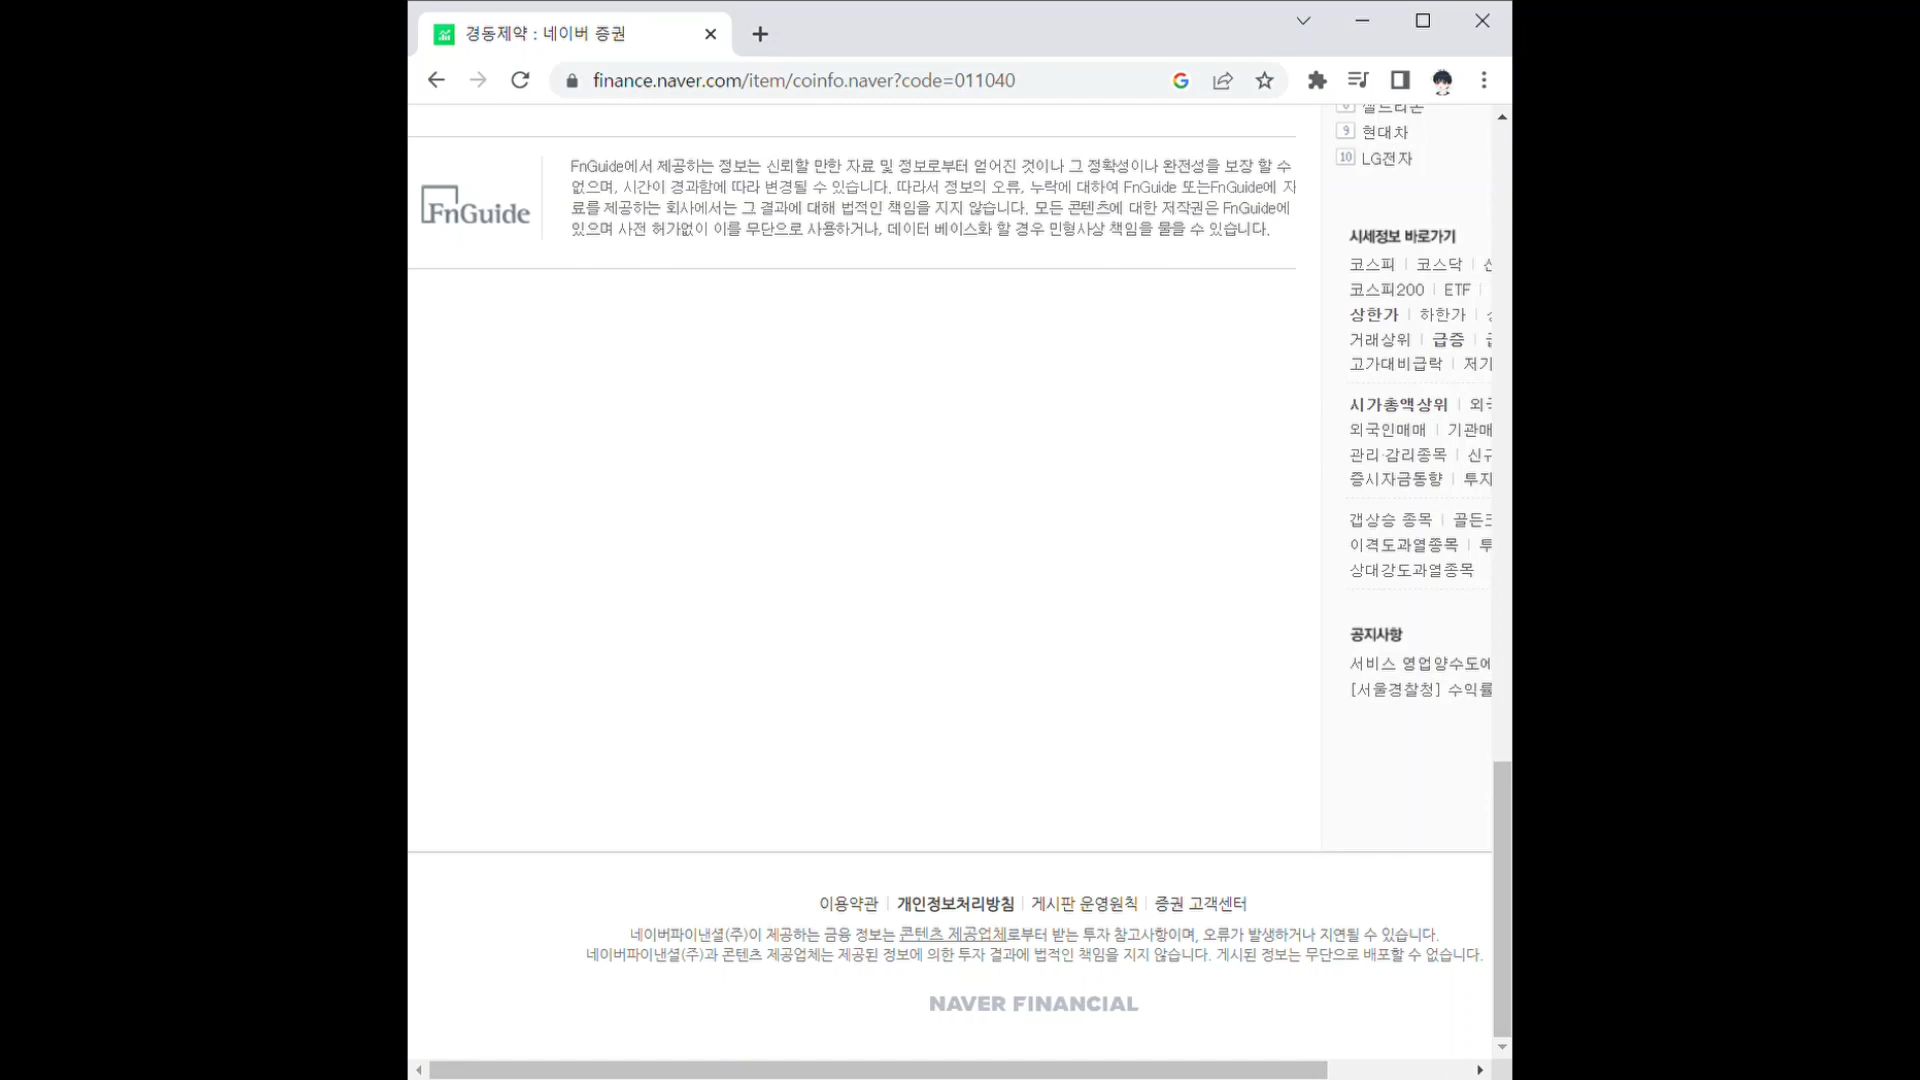 경동제약 : 네이버 증권
finance.naver.com/item/coinfo.naver?code=011040
9 현대차
10 LG전자
FnGuide
FnGuide에서 제공하는 정보는 신뢰할 만한 자료 및 정보로부터 얻어진 것이나 그 정확성이나 완전성을 보장 할 수
없으며, 시간이 경과함에 따라 변경될 수 있습니다. 따라서 정보의 오류, 누락에 대하여 FnGuide 또는FnGuide에 자
료를 제공하는 회사에서는 그 결과에 대해 법적인 책임을 지지 않습니다. 모든 콘텐츠에 대한 저작권은 FnGuide에
있으며 사전 허가없이 이를 무단으로 사용하거나, 데이터 베이스화 할 경우 민형사상 책임을 물을 수 있습니다.
시세정보 바로가기
코스피 | 코스닥 |
코스피200 | ETF |
상한가 | 하한가 |
거래상위 | 급증 |
고가대비급락 |
시가총액상위 |
외국인매매 |
관리·감리종목 |
증시자금동향 |
갭상승 종목 |
이격도과열종목 |
상대강도과열종목
공지사항
서비스
[서울경찰청]
이용약관 | 개인정보처리방침 | 게시판 운영원칙 | 증권 고객센터
네이버파이낸셜(주)이 제공하는 금융 정보는 콘텐츠 제공업체로부터 받는 투자 참고사항이며, 오류가 발생하거나 지연될 수 있습니다.
네이버파이낸셜(주)과 콘텐츠 제공업체는 제공된 정보에 의한 투자 결과에 법적인 책임을 지지 않습니다. 게시된 정보는 무단으로 배포할 수 없습니다.
NAVER FINANCIAL